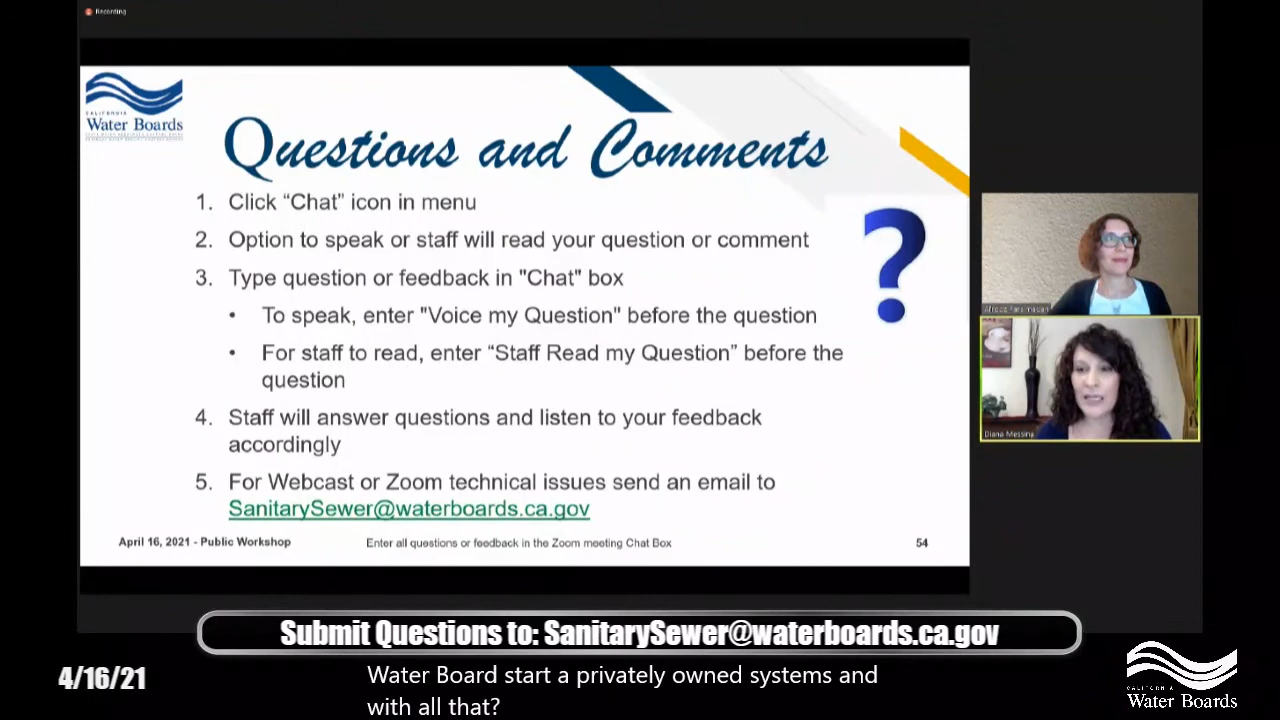 Recording
CALIFORNIA
Water Boards
Questions and Comments
1. Click “Chat” icon in menu
2. Option to speak or staff will read your question or comment
3. Type question or feedback in "Chat" box
• To speak, enter "Voice my Question" before the question
• For staff to read, enter “Staff Read my Question” before the
question
4. Staff will answer questions and listen to your feedback
accordingly
5. For Webcast or Zoom technical issues send an email to
SanitarySewer@waterboards.ca.gov
?
April 16, 2021 - Public Workshop
Enter all questions or feedback in the Zoom meeting Chat Box
54
Diana Messina
Submit Questions to: SanitarySewer@waterboards.ca.gov
4/16/21
Water Board start a privately owned systems and
with all that?
CALIFORNIA
Water Boards